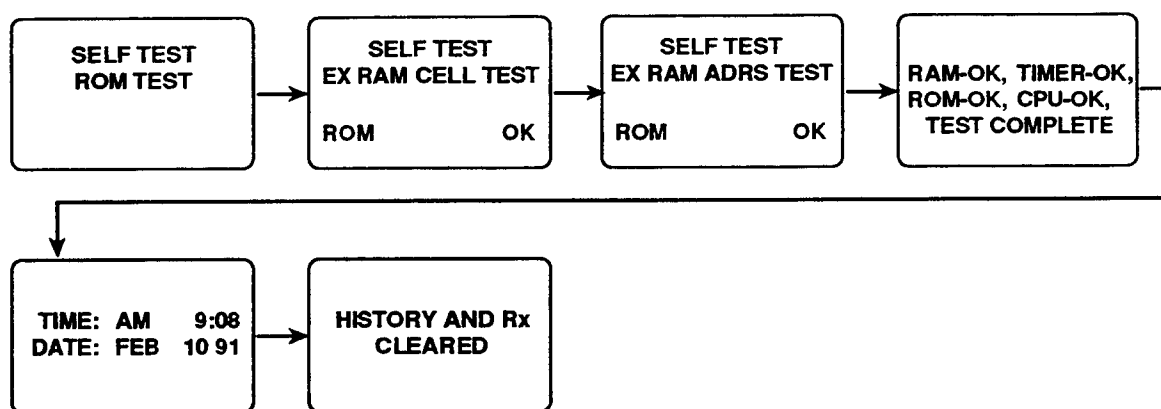 SELF TEST
ROM TEST
SELF TEST
EX RAM CELL TEST
ROM OK
SELF TEST
EX RAM ADRS TEST
ROM OK
RAM-OK, TIMER-OK,
ROM-OK, CPU-OK,
TEST COMPLETE
TIME: AM 9:08
DATE: FEB 10 91
HISTORY AND Rx
CLEARED